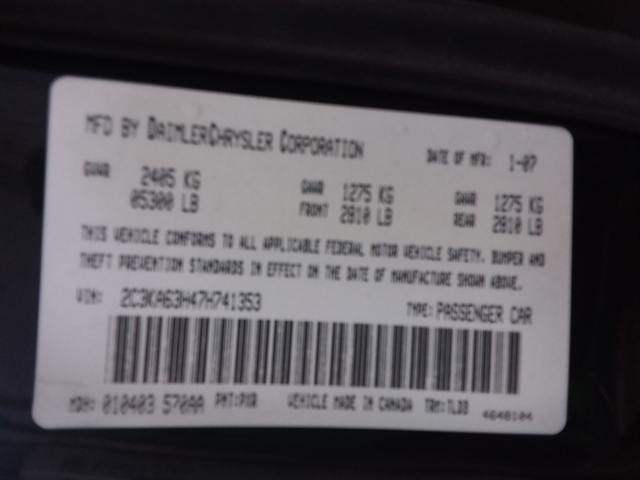 MFD BY DAIMLERCHRYSLER CORPORATION DATE OF MFR: 1-07
GVWR 2405 KG GAWR 1275 KG GAWR 1275 KG
05300 LB FRONT 2810 LB REAR 2810 LB
THIS VEHICLE CONFORMS TO ALL APPLICABLE FEDERAL MOTOR VEHICLE SAFETY, BUMPER AND
THEFT PREVENTION STANDARDS IN EFFECT ON THE DATE OF MANUFACTURE SHOWN ABOVE.
VIN: 2C3KA63H47H741353 TYPE: PASSENGER CAR
MDH: 010403 570AA PNT: PXR VEHICLE MADE IN CANADA TRM: TLD3
4648104